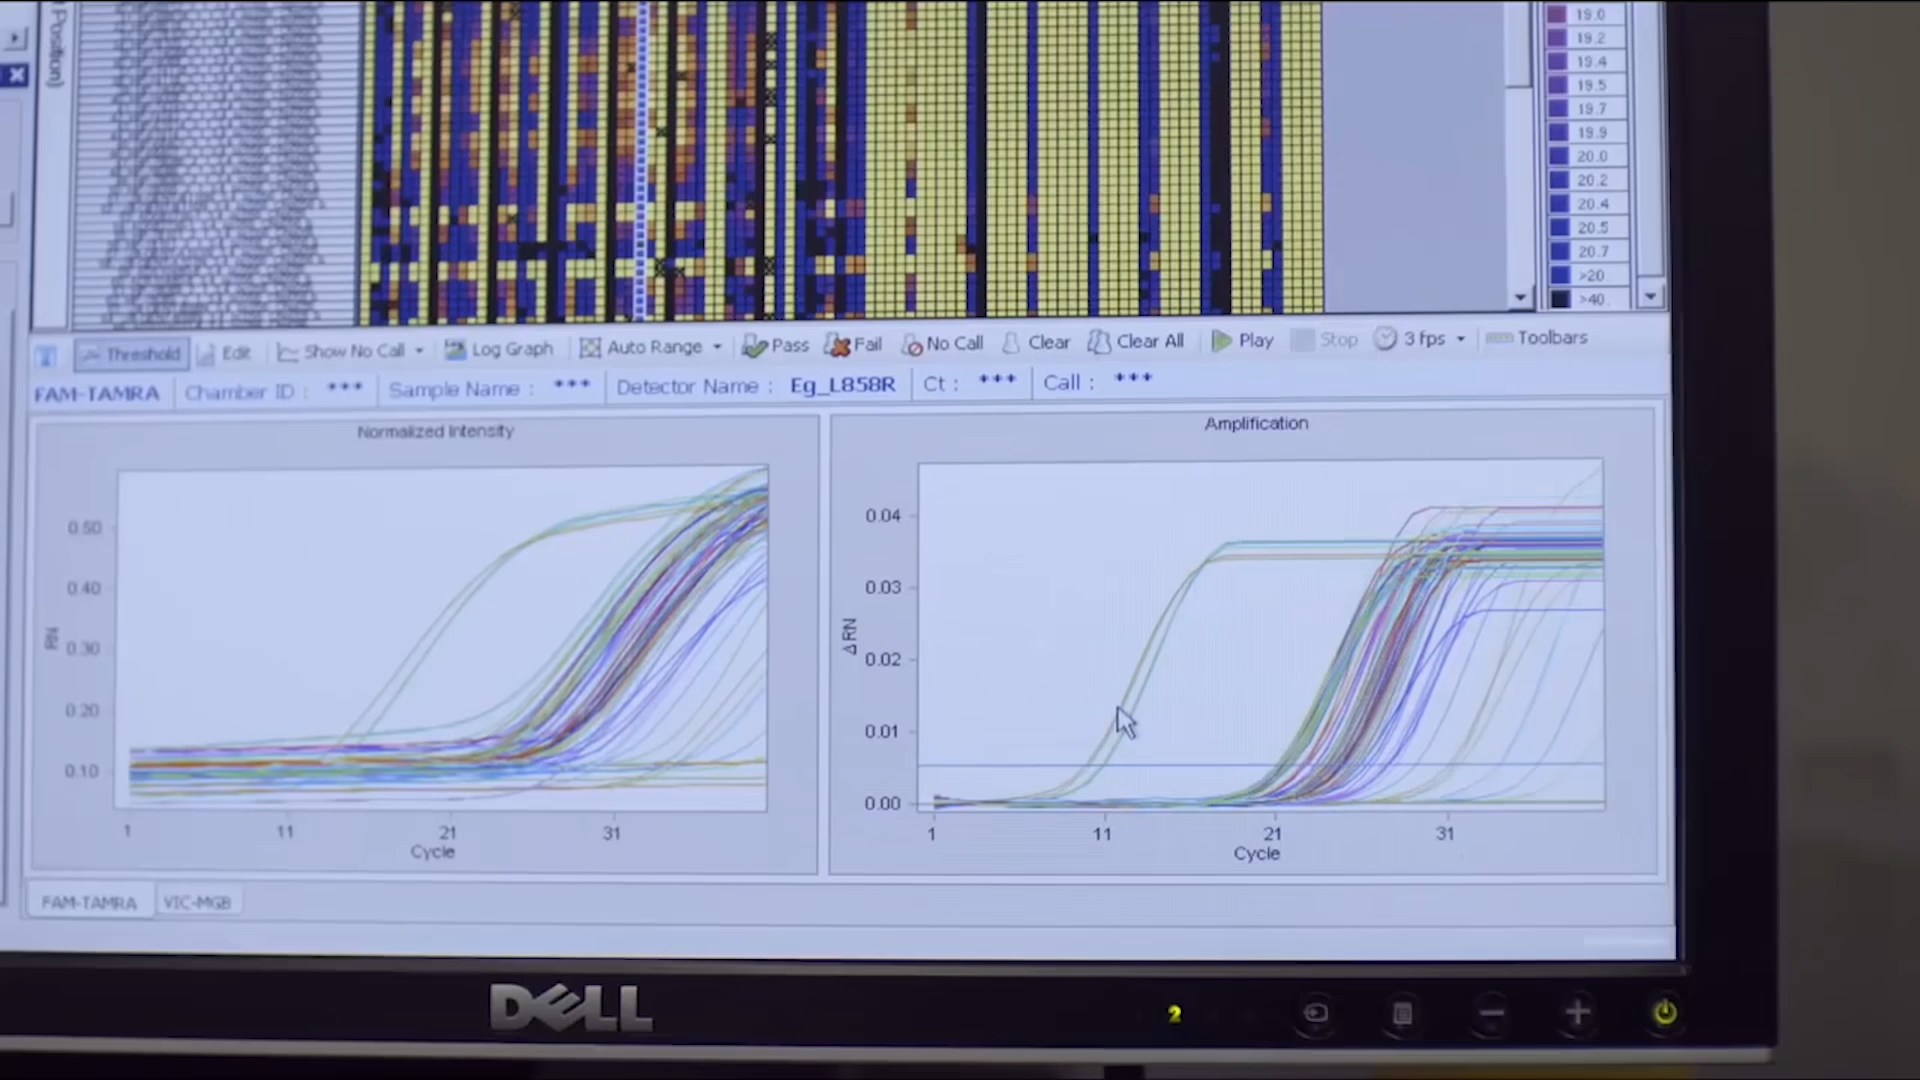 Position)
19.0
19.2
19.4
19.5
19.7
19.9
20.0
20.2
20.4
20.5
20.7
>20
>40
Threshold Edit Show No Call Log Graph Auto Range Pass Fail No Call Clear Clear All Play Stop 3 fps Toolbars
FAM-TAMRA Chamber ID : *** Sample Name : *** Detector Name : Eg_L858R Ct : *** Call : ***
Normalized Intensity
RN
0.50
0.40
0.30
0.20
0.10
1 11 21 31
Cycle
Amplification
ΔRN
0.04
0.03
0.02
0.01
0.00
1 11 21 31
Cycle
FAM-TAMRA VIC-MGB
DELL
2